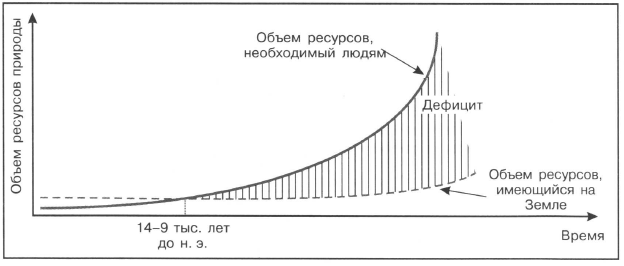 Объем ресурсов природы
Объем ресурсов,
необходимый людям
Дефицит
Объем ресурсов,
имеющийся на
Земле
14–9 тыс. лет
до н. э.
Время